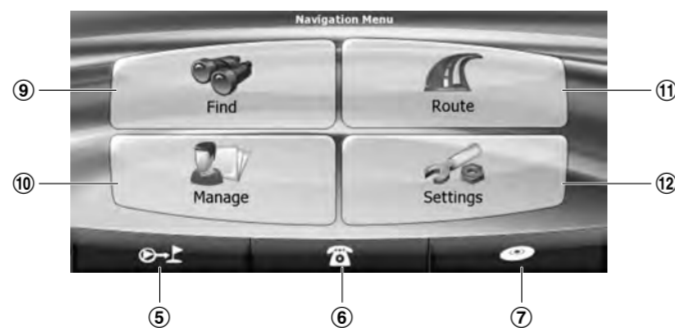 Navigation Menu
⑨ Find Route ⑪
⑩ Manage Settings ⑫
⑤ ⑥ ⑦